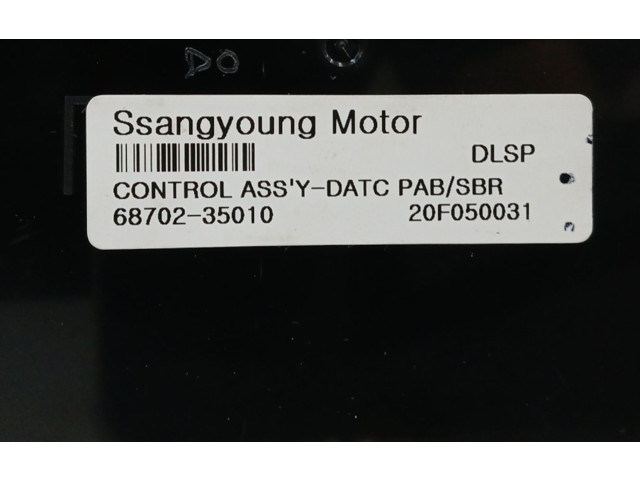 Ssangyoung Motor
DLSP
CONTROL ASS'Y-DATC PAB/SBR
68702-35010 20F050031